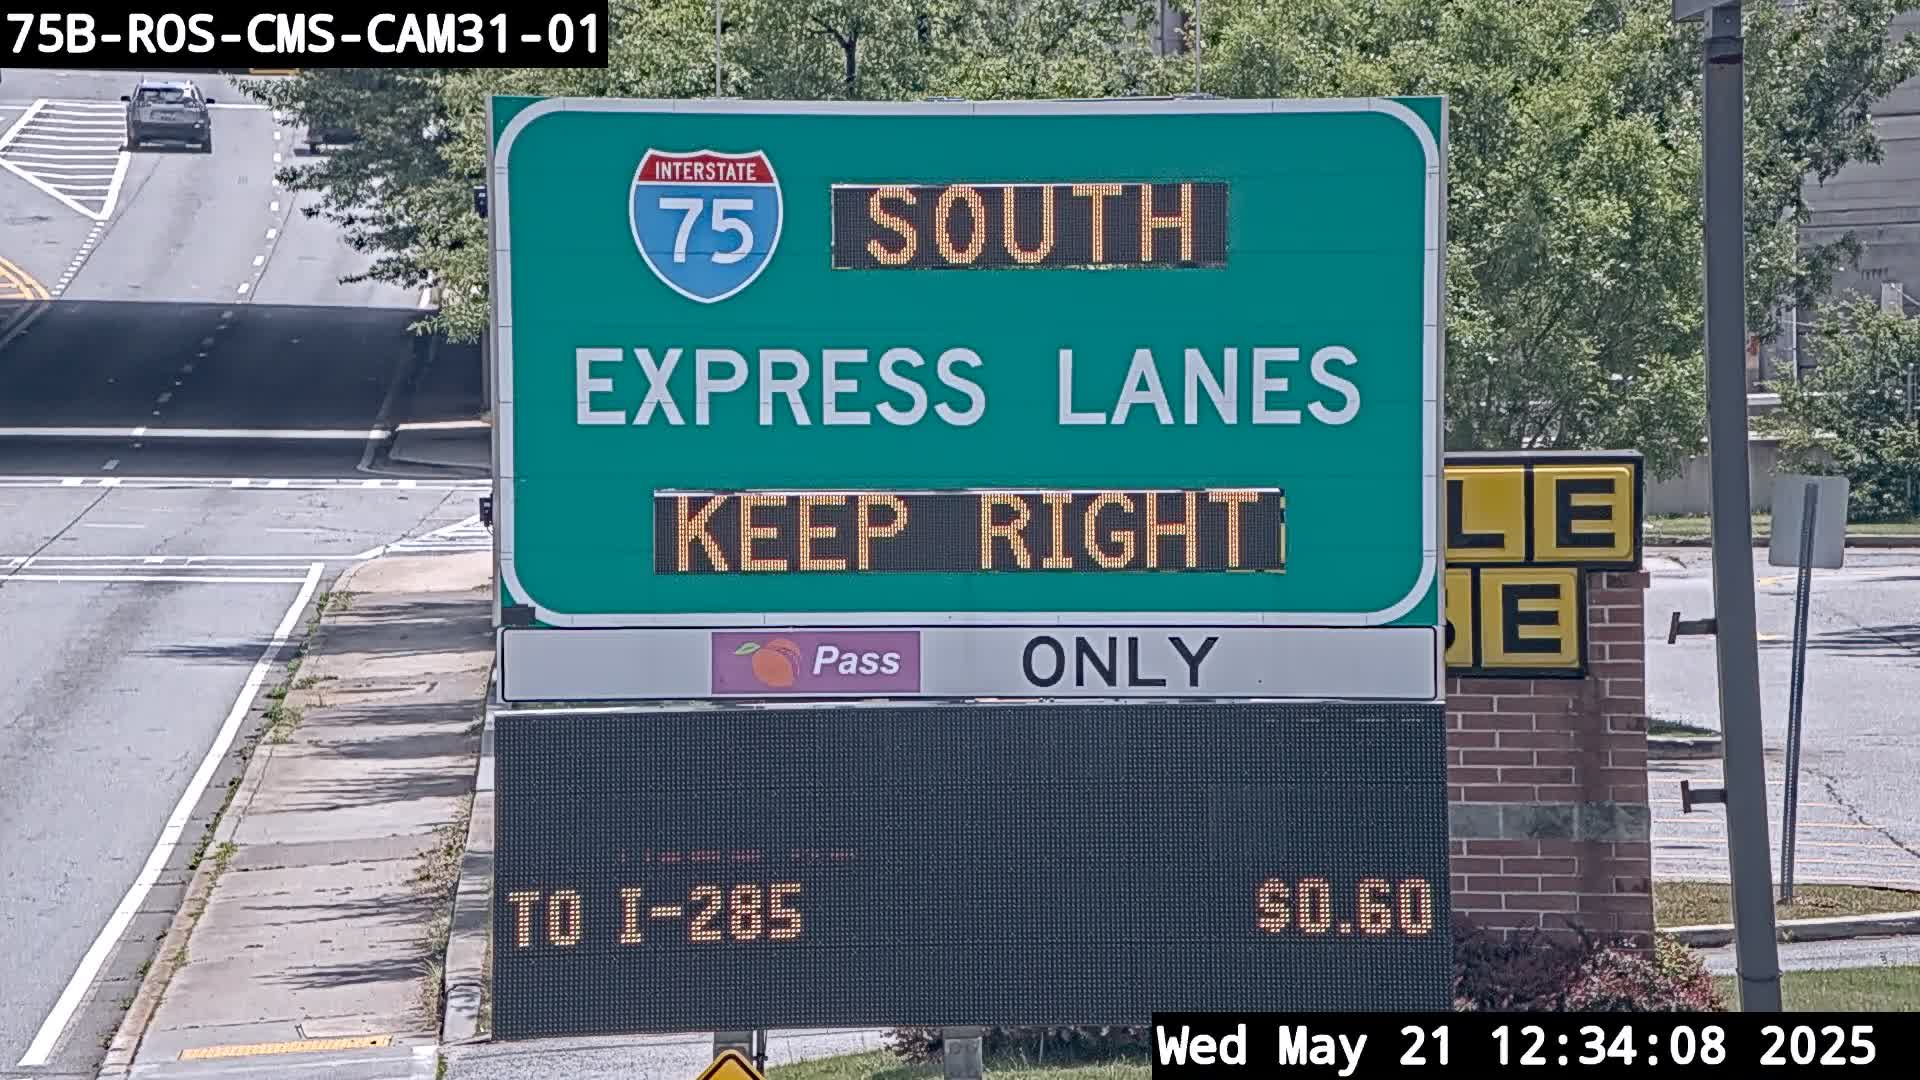 75B-ROS-CMS-CAM31-01
INTERSTATE
75
SOUTH
EXPRESS LANES
KEEP RIGHT
LE
E
Pass
ONLY
TO I-285 $0.60
Wed May 21 12:34:08 2025